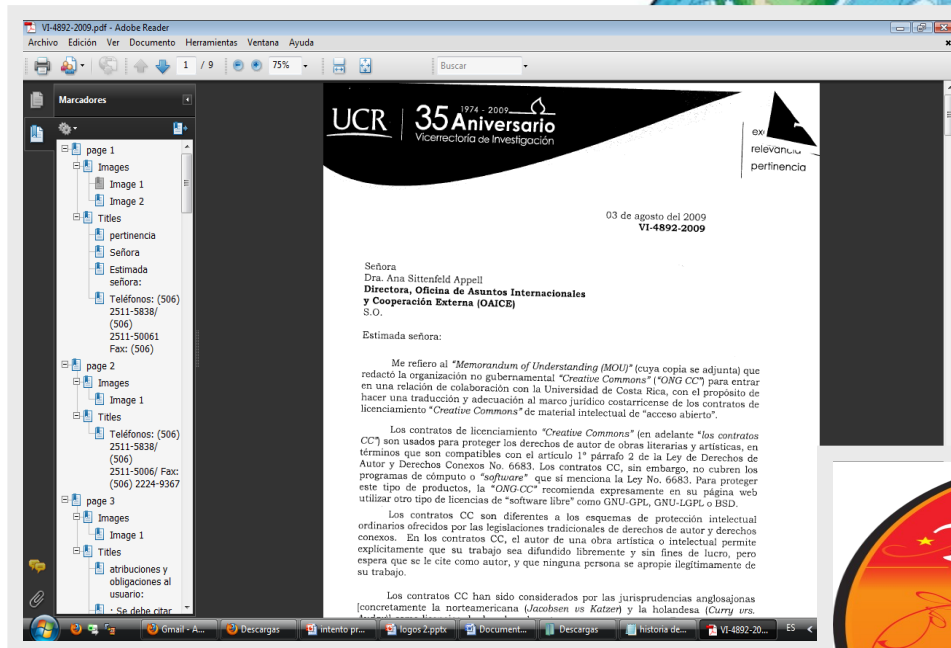 VI-4892-2009.pdf - Adobe Reader
Archivo Edición Ver Documento Herramientas Ventana Ayuda
1 / 9 75% Buscar
Marcadores
page 1
Images
Image 1
Image 2
Titles
pertinencia
Señora
Estimada
señora:
Teléfonos: (506)
2511-5838/
(506)
2511-50061
Fax: (506)
page 2
Images
Image 1
Titles
Teléfonos: (506)
2511-5838/
(506)
2511-5006/ Fax:
(506) 2224-9367
page 3
Images
Image 1
Titles
atribuciones y
obligaciones al
usuario:
: Se debe citar
UCR
1974 - 2009
35 Aniversario
Vicerrectoría de Investigación
relevancia
pertinencia
03 de agosto del 2009
VI-4892-2009
Señora
Dra. Ana Sittenfeld Appell
Directora, Oficina de Asuntos Internacionales
y Cooperación Externa (OAICE)
S.O.
Estimada señora:
Me refiero al "Memorandum of Understanding (MOU)" (cuya copia se adjunta) que
redactó la organización no gubernamental "Creative Commons" ("ONG CC") para entrar
en una relación de colaboración con la Universidad de Costa Rica, con el propósito de
hacer una traducción y adecuación al marco jurídico costarricense de los contratos de
licenciamiento "Creative Commons" de material intelectual de "acceso abierto".
Los contratos de licenciamiento "Creative Commons" (en adelante "los contratos
CC") son usados para proteger los derechos de autor de obras literarias y artísticas, en
términos que son compatibles con el articulo 1° párrafo 2 de la Ley de Derechos de
Autor y Derechos Conexos No. 6683. Los contratos CC, sin embargo, no cubren los
programas de cómputo o "software" que si menciona la Ley No. 6683. Para proteger
este tipo de productos, la "ONG-CC" recomienda expresamente en su página web
utilizar otro tipo de licencias de "software libre" como GNU-GPL, GNU-LGPL o BSD.
Los contratos CC son diferentes a los esquemas de protección intelectual
ordinarios ofrecidos por las legislaciones tradicionales de derechos de autor y derechos
conexos. En los contratos CC, el autor de una obra artística o intelectual permite
explícitamente que su trabajo sea difundido libremente y sin fines de lucro, pero
espera que se le cite como autor, y que ninguna persona se apropie ilegítimamente de
su trabajo.
Los contratos CC han sido considerados por las jurisprudencias anglosajonas
[concretamente la norteamericana (Jacobsen vs Katzer) y la holandesa (Curry vrs.
Gmail - A... Descargas intento pr... logos 2.pptx Document... Descargas historia de... VI-4892-20... ES